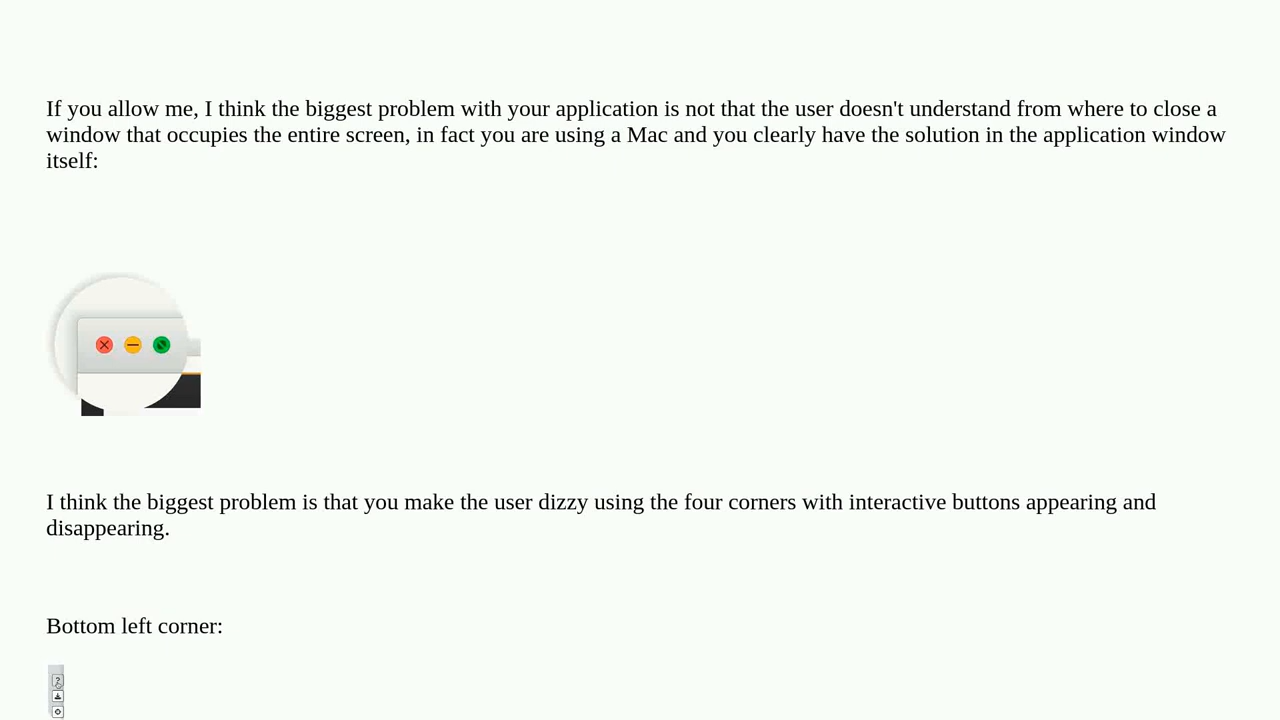 If you allow me, I think the biggest problem with your application is not that the user doesn't understand from where to close a
window that occupies the entire screen, in fact you are using a Mac and you clearly have the solution in the application window
itself:
I think the biggest problem is that you make the user dizzy using the four corners with interactive buttons appearing and
disappearing.
Bottom left corner:
?